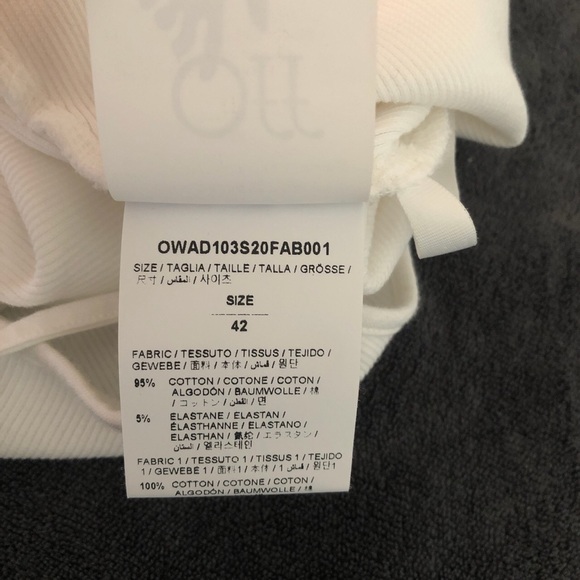 Off
OWAD103S20FAB001
SIZE / TAGLIA / TAILLE / TALLA / GRÖSSE /
尺寸 / المقاس / 사이즈
SIZE
42
FABRIC / TESSUTO / TISSUS / TEJIDO /
GEWEBE / 面料 / 本体 / قماش / 원단
95% COTTON / COTONE / COTON /
ALGODÓN / BAUMWOLLE / 棉
/ コットン / القطن / 면
5% ELASTANE / ELASTAN /
ÉLASTHANNE / ELASTANO /
ELASTHAN / 氨纶 / エラスタン /
/ 엘라스테인
FABRIC 1 / TESSUTO 1 / TISSUS 1 / TEJIDO
1 / GEWEBE 1 / 面料1 / 本体 / 1 قماش / 원단1
100% COTTON / COTONE / COTON /
ALGODÓN / BAUMWOLLE / 棉